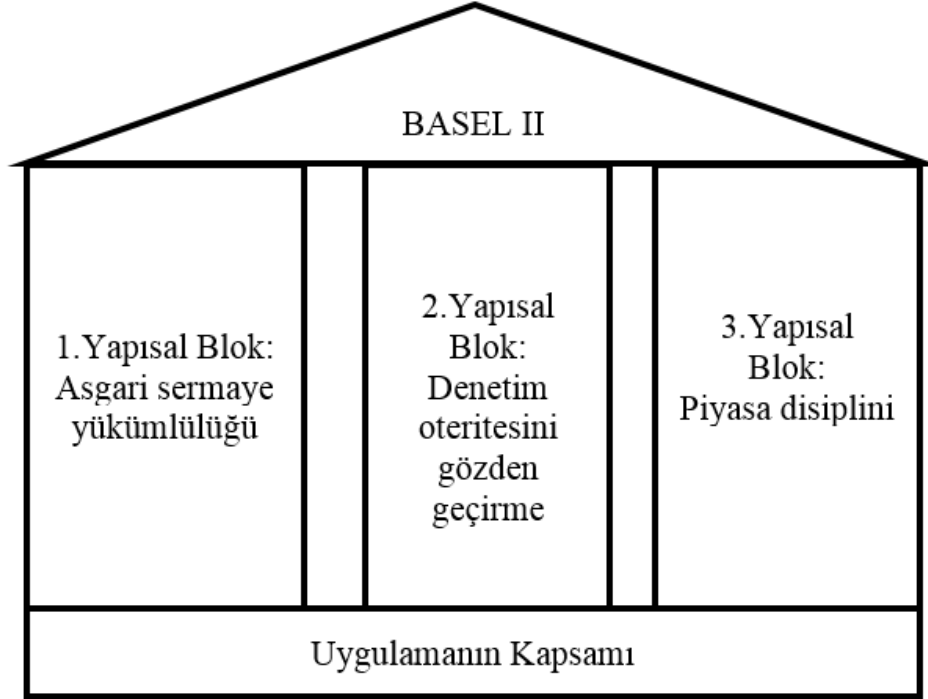 BASEL II
1.Yapısal Blok:
Asgari sermaye
yükümlülüğü
2.Yapısal
Blok:
Denetim
oteritesini
gözden
geçirme
3.Yapısal
Blok:
Piyasa disiplini
Uygulamanın Kapsamı